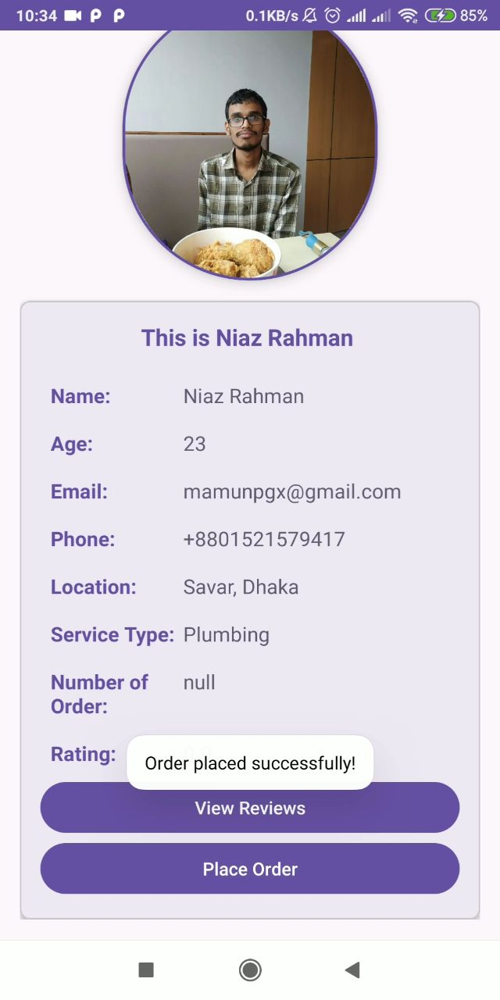 10:34 0.1KB/s 85%
This is Niaz Rahman
Name: Niaz Rahman
Age: 23
Email: mamunpgx@gmail.com
Phone: +8801521579417
Location: Savar, Dhaka
Service Type: Plumbing
Number of null
Order:
Rating:
Order placed successfully!
View Reviews
Place Order